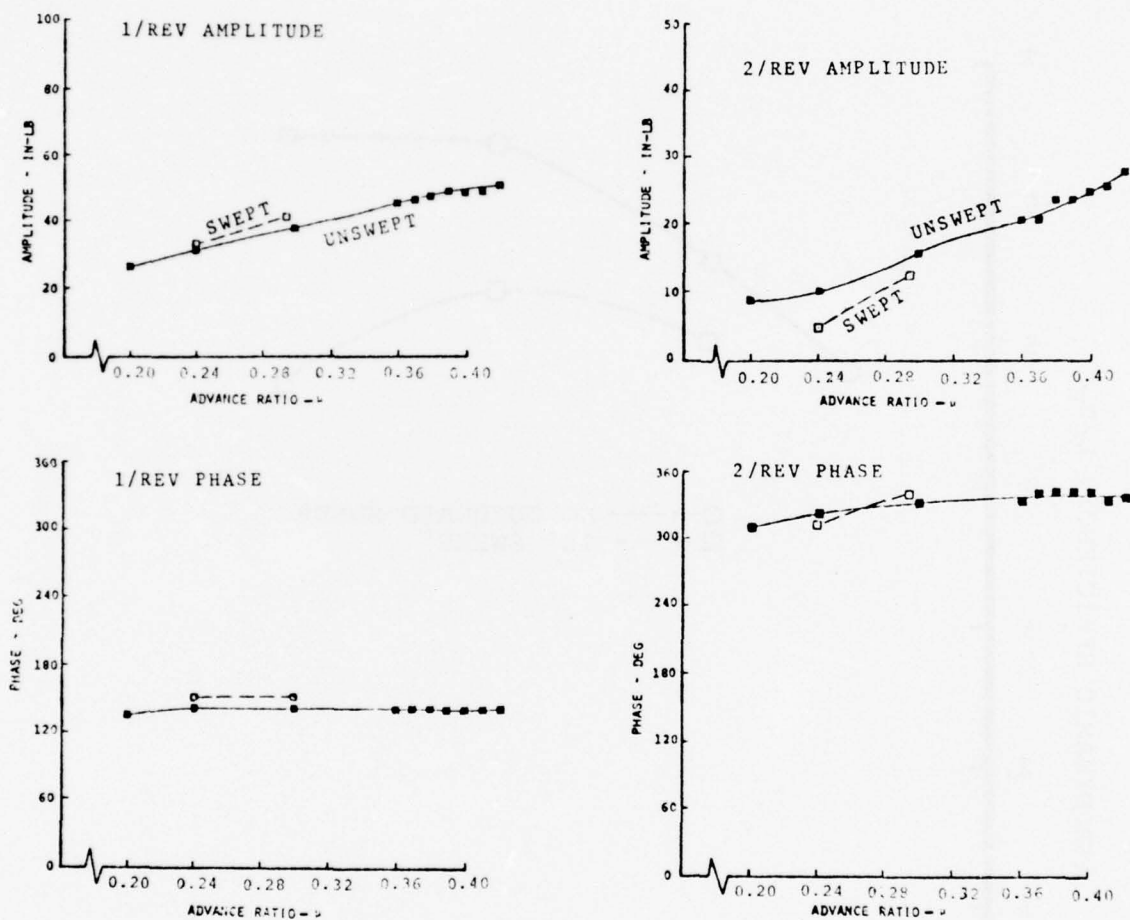 1/REV AMPLITUDE
100
80
60
40
20
0
AMPLITUDE - IN-LB
SWEPT
UNSWEPT
0.20 0.24 0.28 0.32 0.36 0.40
ADVANCE RATIO - μ
2/REV AMPLITUDE
50
40
30
20
10
0
AMPLITUDE - IN-LB
UNSWEPT
SWEPT
0.20 0.24 0.28 0.32 0.36 0.40
ADVANCE RATIO - μ
1/REV PHASE
360
300
240
180
120
60
0
PHASE - DEG
0.20 0.24 0.28 0.32 0.36 0.40
ADVANCE RATIO - μ
2/REV PHASE
360
300
240
180
120
60
0
PHASE - DEG
0.20 0.24 0.28 0.32 0.36 0.40
ADVANCE RATIO - μ